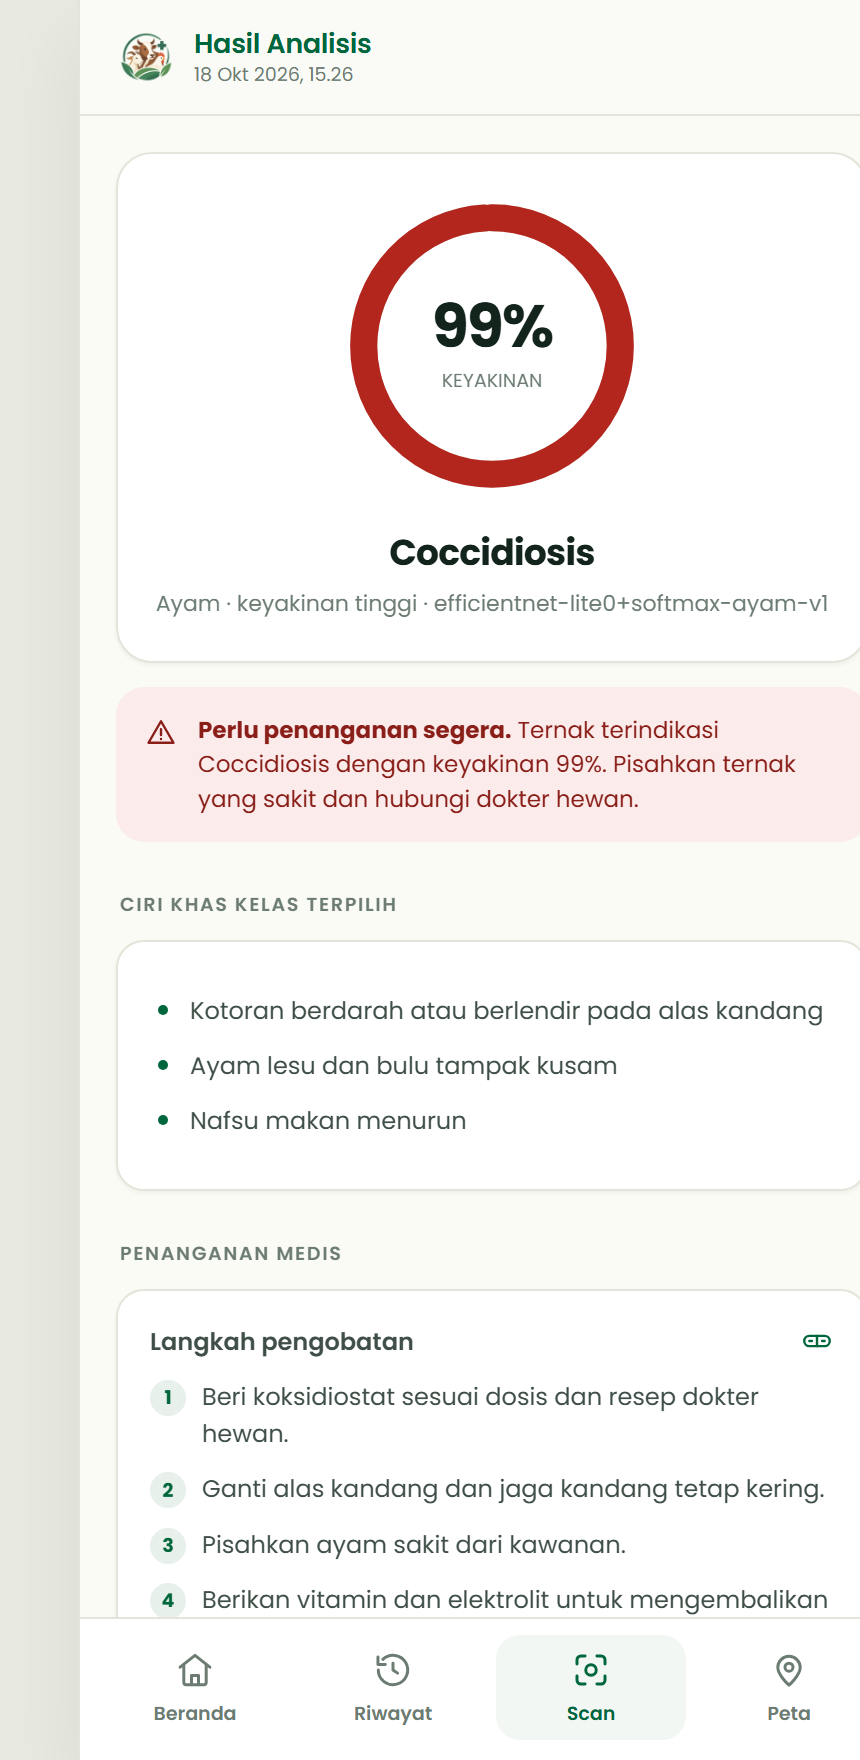 Hasil Analisis
18 Okt 2026, 15.26
99%
KEYAKINAN
Coccidiosis
Ayam · keyakinan tinggi · efficientnet-lite0+softmax-ayam-v1
Perlu penanganan segera. Ternak terindikasi
Coccidiosis dengan keyakinan 99%. Pisahkan ternak
yang sakit dan hubungi dokter hewan.
CIRI KHAS KELAS TERPILIH
Kotoran berdarah atau berlendir pada alas kandang
Ayam lesu dan bulu tampak kusam
Nafsu makan menurun
PENANGANAN MEDIS
Langkah pengobatan
1 Beri koksidiostat sesuai dosis dan resep dokter
hewan.
2 Ganti alas kandang dan jaga kandang tetap kering.
3 Pisahkan ayam sakit dari kawanan.
4 Berikan vitamin dan elektrolit untuk mengembalikan
Beranda Riwayat Scan Peta